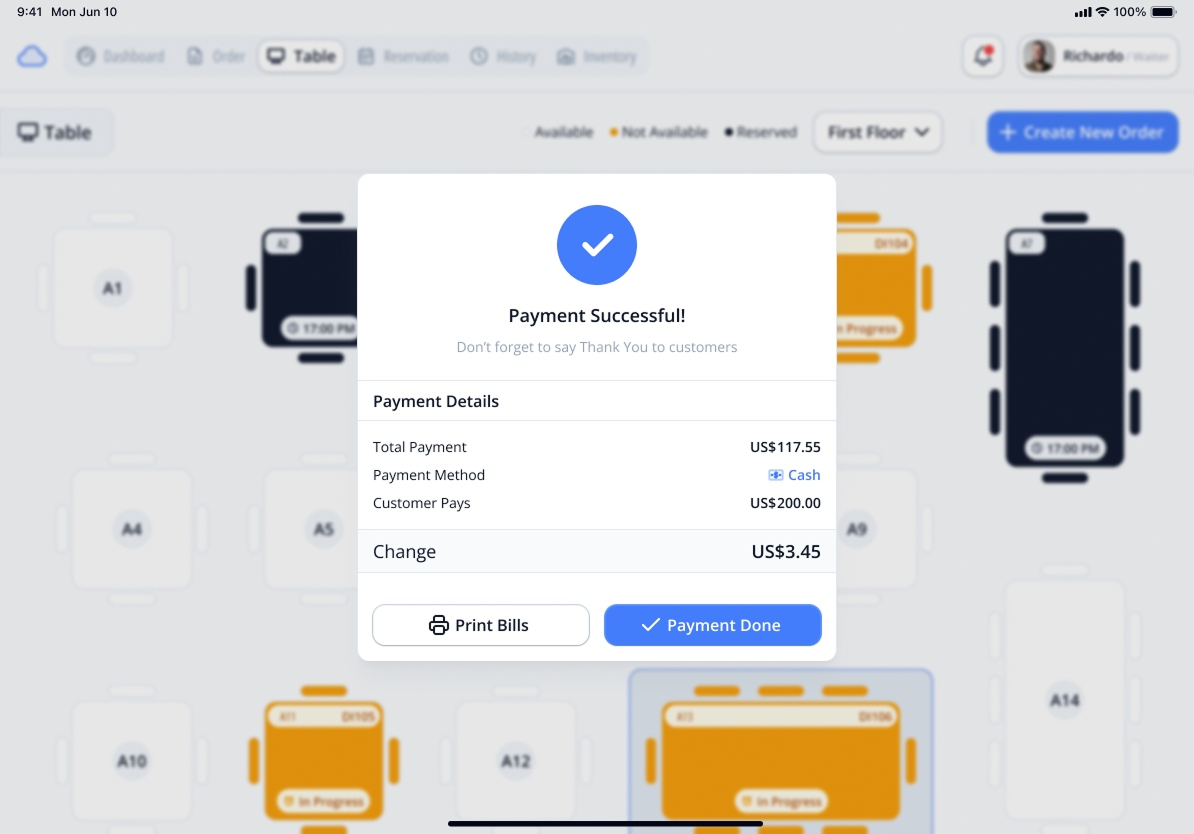 9:41 Mon Jun 10 100%
Dashboard Order Table Reservation History Inventory Richardo / Waiter
Table Available Not Available Reserved First Floor Create New Order
Payment Successful!
Don't forget to say Thank You to customers
Payment Details
Total Payment US$117.55
Payment Method Cash
Customer Pays US$200.00
Change US$3.45
Print Bills Payment Done
A1
A2
17:00 PM
DI104
In Progress
A7
17:00 PM
A4
A5
A9
A10
A11 DI105
In Progress
A12
A13 DI106
In Progress
A14